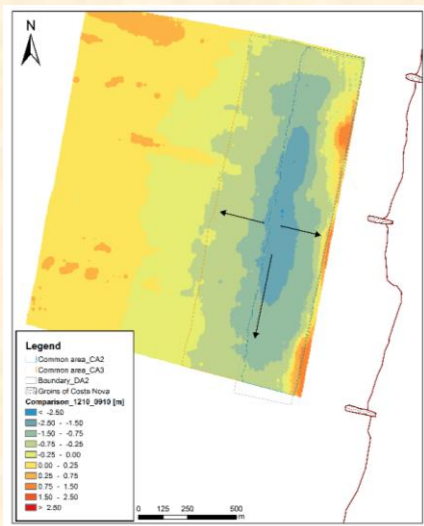 N
Legend
Common area_CA2
Common area_CA3
Boundary_DA2
Groins of Costa Nova
Comparison_1210_0910 [m]
< -2.50
-2.50 - -1.50
-1.50 - -0.75
-0.75 - -0.25
-0.25 - 0.00
0.00 - 0.25
0.25 - 0.75
0.75 - 1.50
1.50 - 2.50
> 2.50
0 125 250 500
m